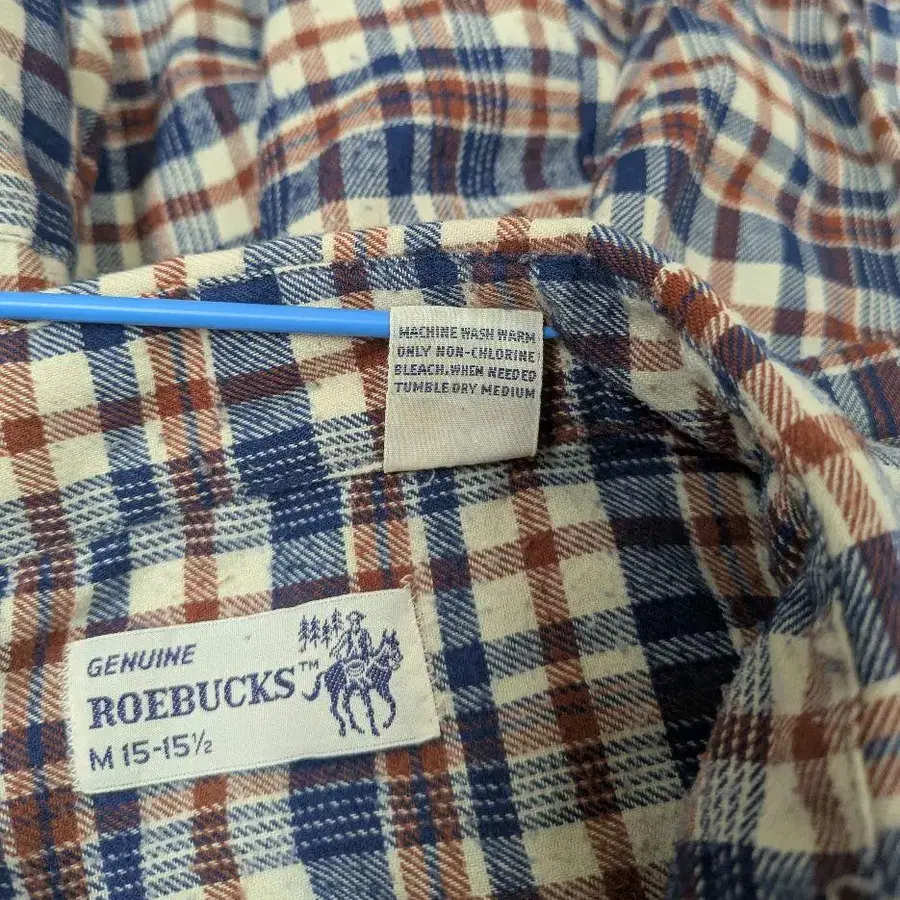 MACHINE WASH WARM
ONLY NON-CHLORINE
BLEACH.WHEN NEEDED
TUMBLE DRY MEDIUM
GENUINE
ROEBUCKS™
M 15-15½